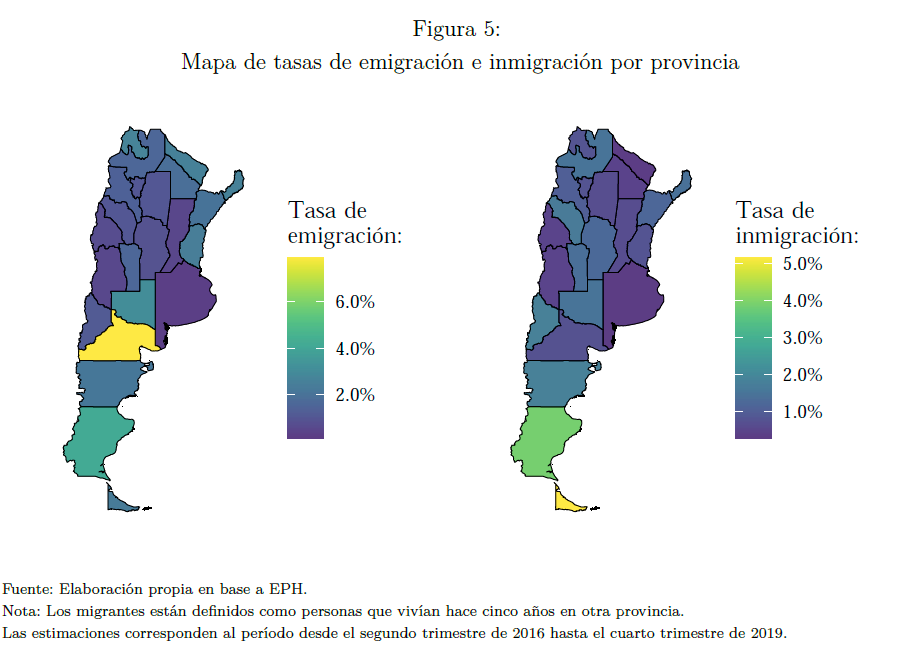 Figura 5:
Mapa de tasas de emigración e inmigración por provincia
Tasa de
emigración:
6.0%
4.0%
2.0%
Tasa de
inmigración:
5.0%
4.0%
3.0%
2.0%
1.0%
Fuente: Elaboración propia en base a EPH.
Nota: Los migrantes están definidos como personas que vivían hace cinco años en otra provincia.
Las estimaciones corresponden al período desde el segundo trimestre de 2016 hasta el cuarto trimestre de 2019.